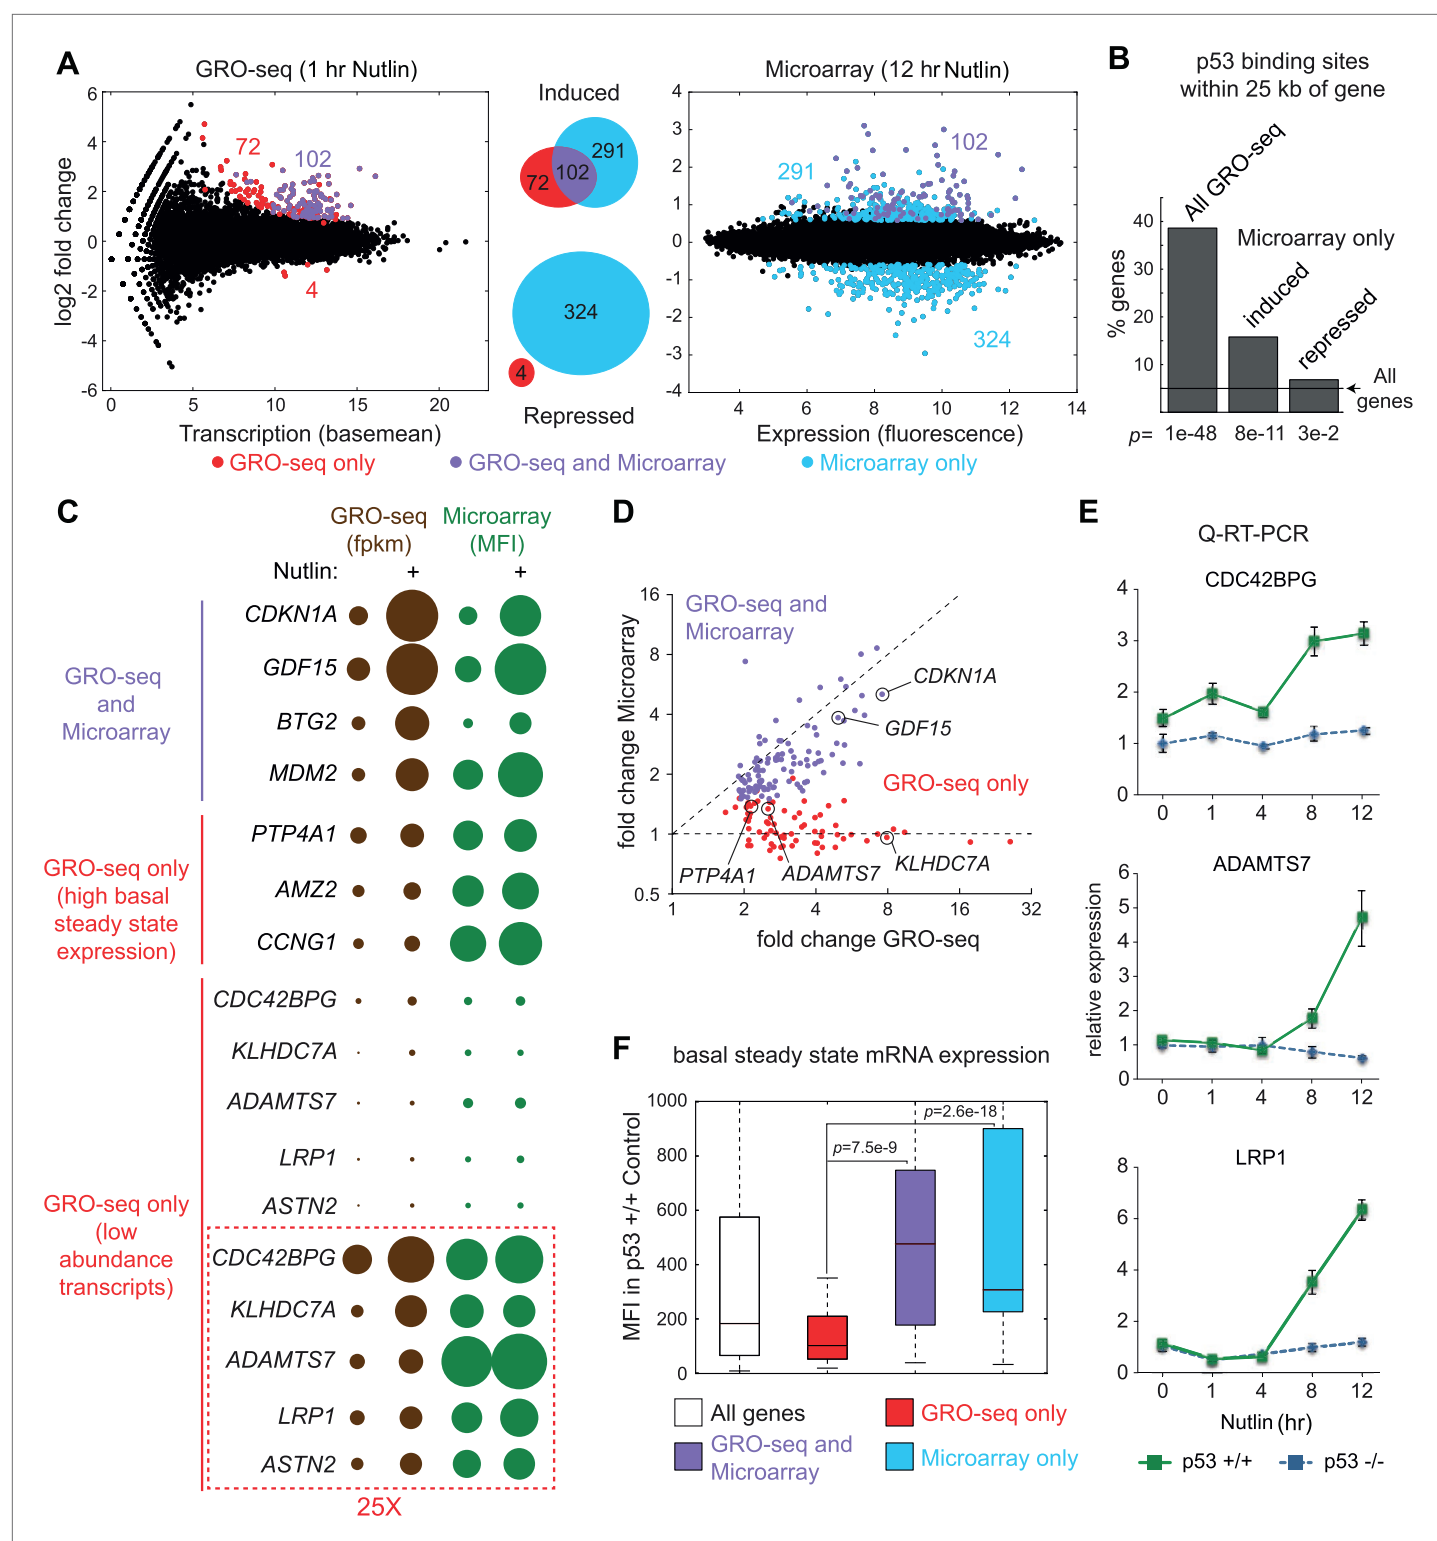 A
GRO-seq (1 hr Nutlin)
log2 fold change
6
4
2
0
-2
-4
-6
72
102
4
0
5
10
15
20
Transcription (basemean)
Induced
72
102
291
324
4
Repressed
Microarray (12 hr Nutlin)
4
3
2
1
0
-1
-2
-3
-4
291
102
324
4
6
8
10
12
14
Expression (fluorescence)
GRO-seq only
GRO-seq and Microarray
Microarray only
B
p53 binding sites
within 25 kb of gene
% genes
40
30
20
10
All GRO-seq
Microarray only
induced
repressed
All
genes
p=
1e-48
8e-11
3e-2
C
GRO-seq
(fpkm)
Microarray
(MFI)
Nutlin:
+
+
GRO-seq
and
Microarray
CDKN1A
GDF15
BTG2
MDM2
GRO-seq only
(high basal
steady state
expression)
PTP4A1
AMZ2
CCNG1
GRO-seq only
(low
abundance
transcripts)
CDC42BPG
KLHDC7A
ADAMTS7
LRP1
ASTN2
CDC42BPG
KLHDC7A
ADAMTS7
LRP1
ASTN2
25X
D
fold change Microarray
16
8
4
2
1
0.5
GRO-seq and
Microarray
CDKN1A
GDF15
GRO-seq only
PTP4A1
ADAMTS7
KLHDC7A
1
2
4
8
16
32
fold change GRO-seq
E
Q-RT-PCR
CDC42BPG
4
3
2
1
0
0
1
4
8
12
ADAMTS7
relative expression
6
5
4
3
2
1
0
0
1
4
8
12
LRP1
8
6
4
2
0
0
1
4
8
12
Nutlin (hr)
p53 +/+
p53 -/-
F
basal steady state mRNA expression
MFI in p53 +/+ Control
1000
800
600
400
200
0
p=7.5e-9
p=2.6e-18
All genes
GRO-seq only
GRO-seq and
Microarray
Microarray only